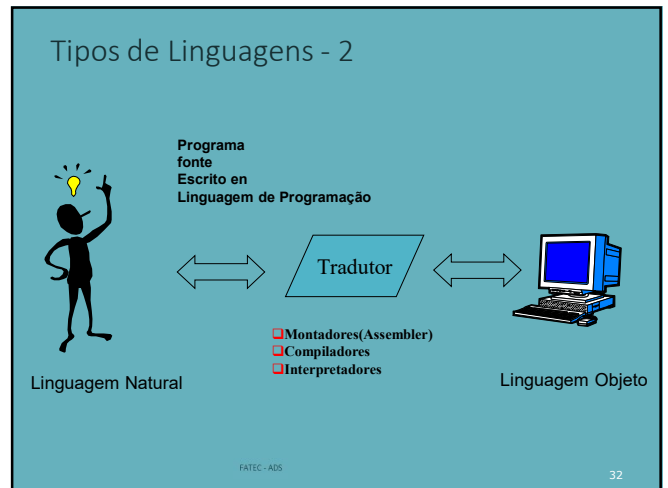 Tipos de Linguagens - 2
Programa
fonte
Escrito en
Linguagem de Programação
Tradutor
❑Montadores(Assembler)
❑Compiladores
❑Interpretadores
Linguagem Natural
Linguagem Objeto
FATEC - ADS
32